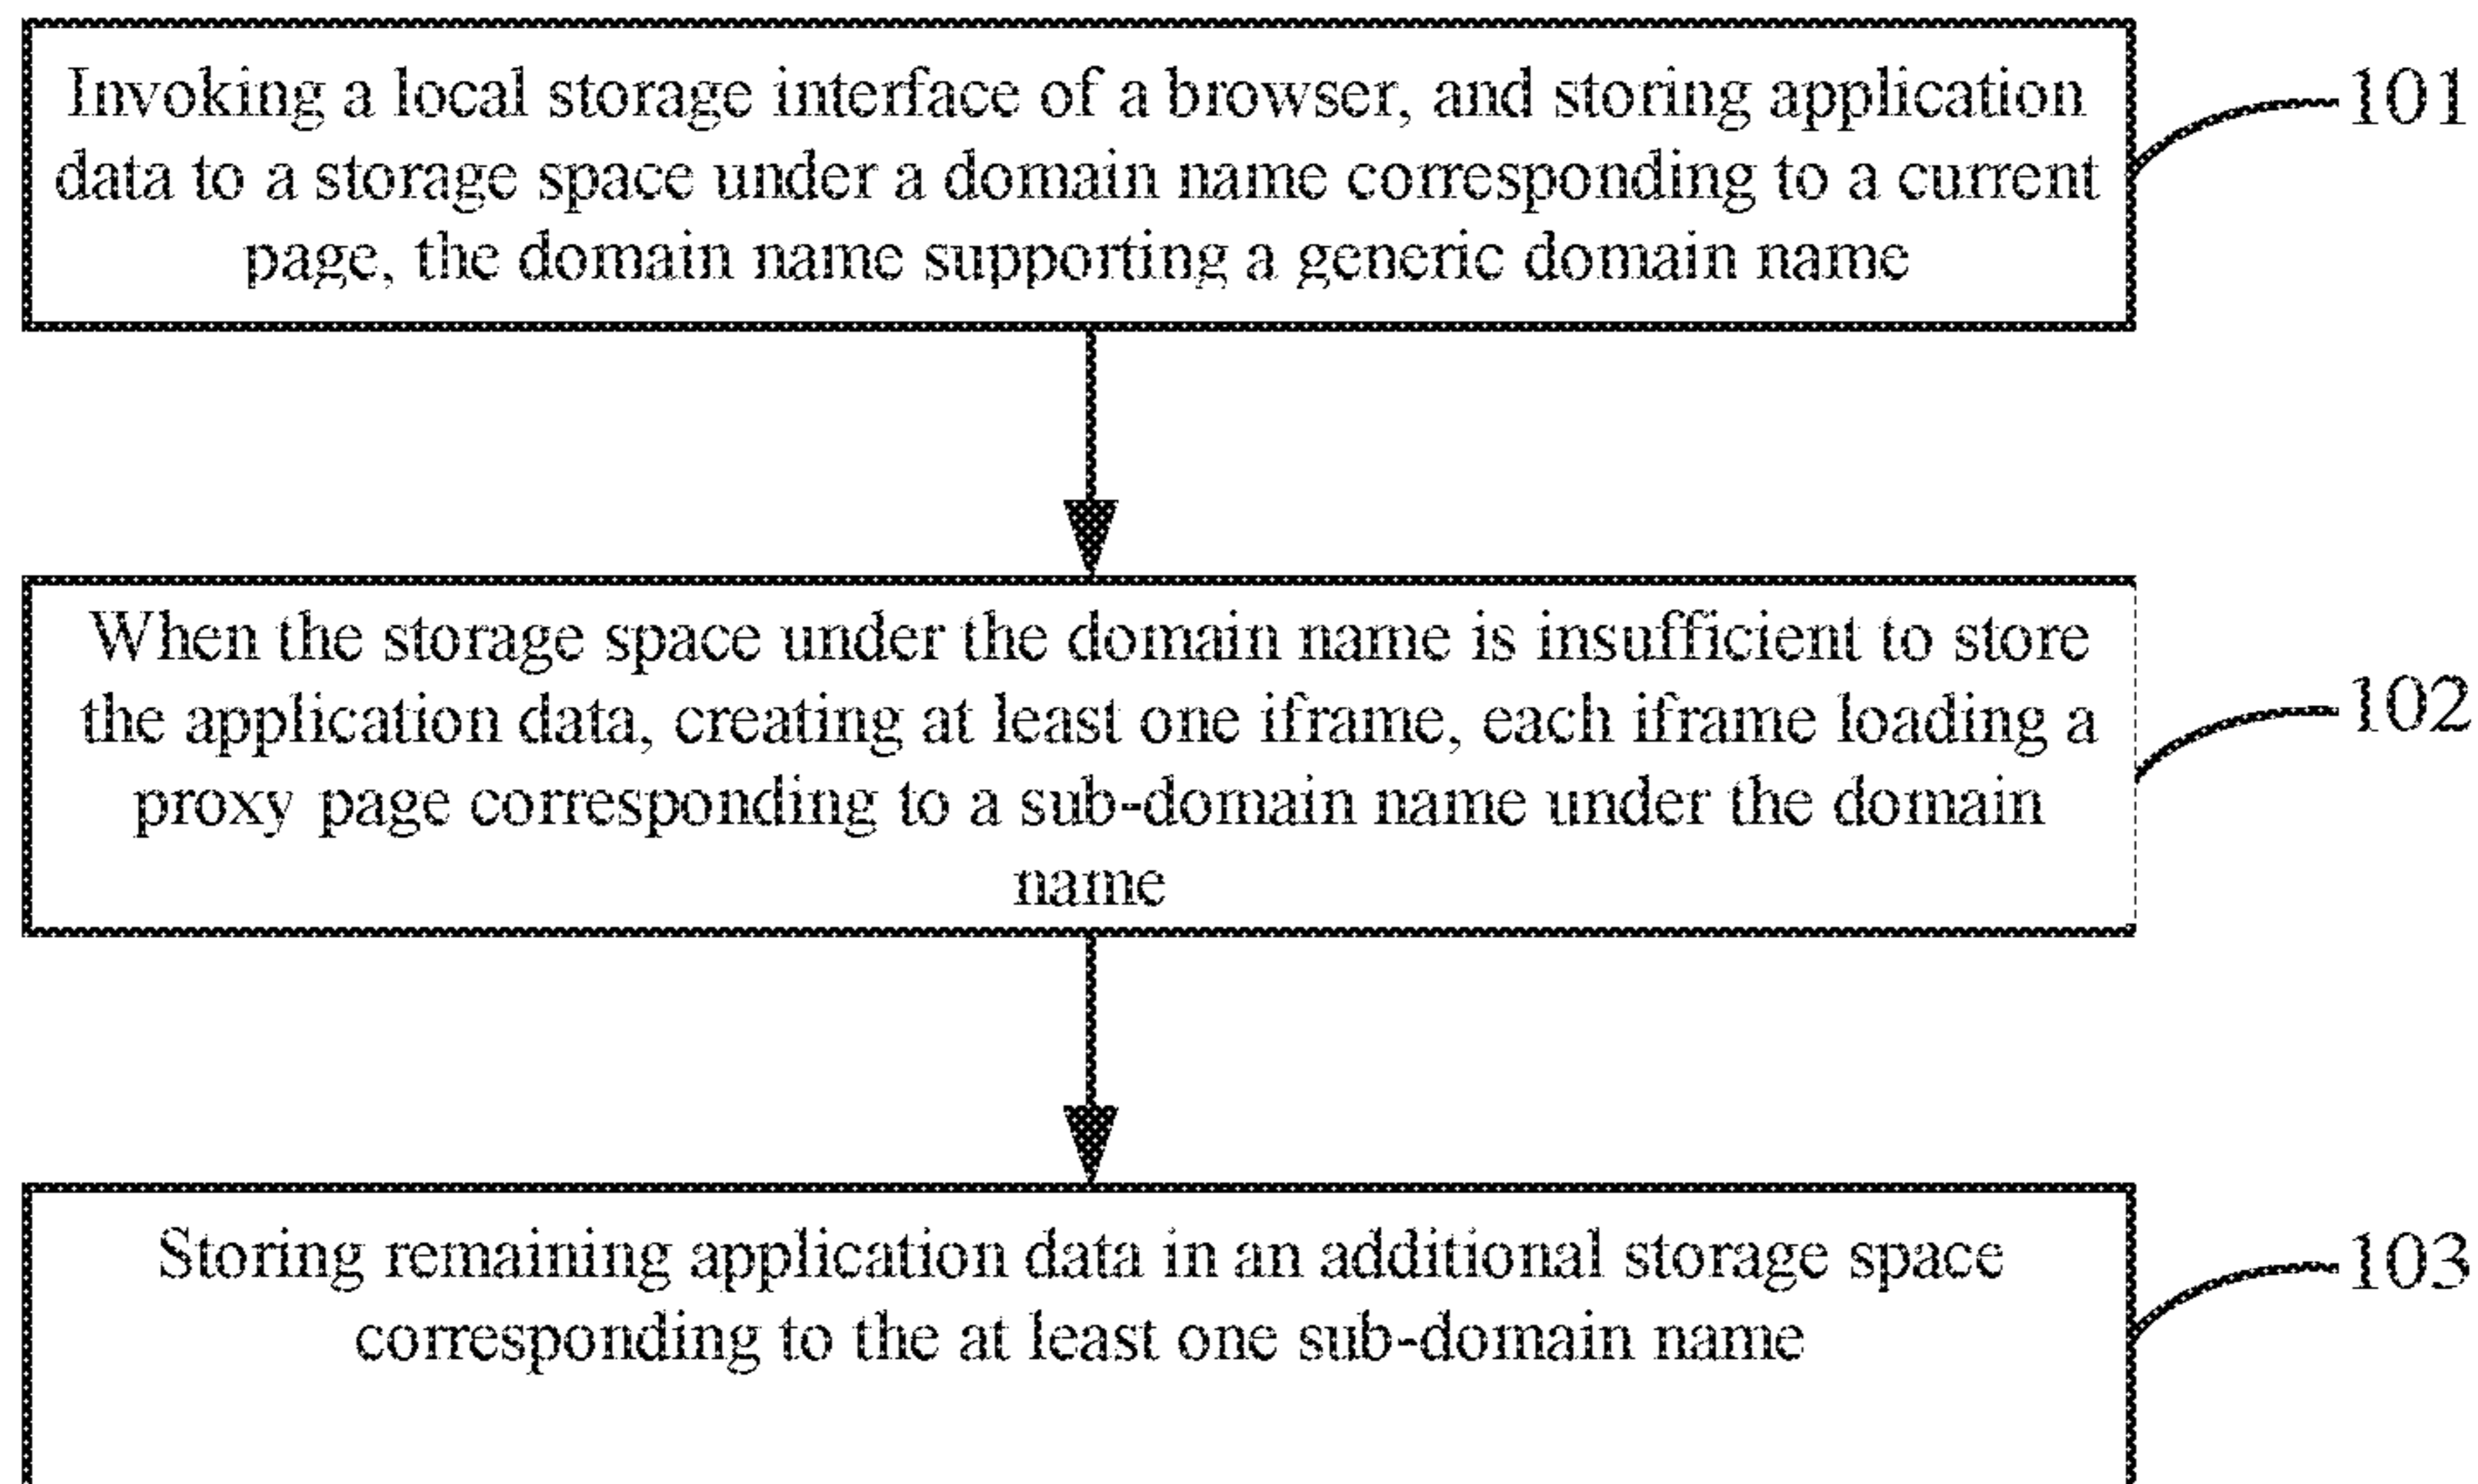 Invoking a local storage interface of a browser, and storing application
data to a storage space under a domain name corresponding to a current
page, the domain name supporting a generic domain name
101
When the storage space under the domain name is insufficient to store
the application data, creating at least one iframe, each iframe loading a
proxy page corresponding to a sub-domain name under the domain
name
102
Storing remaining application data in an additional storage space
corresponding to the at least one sub-domain name
103